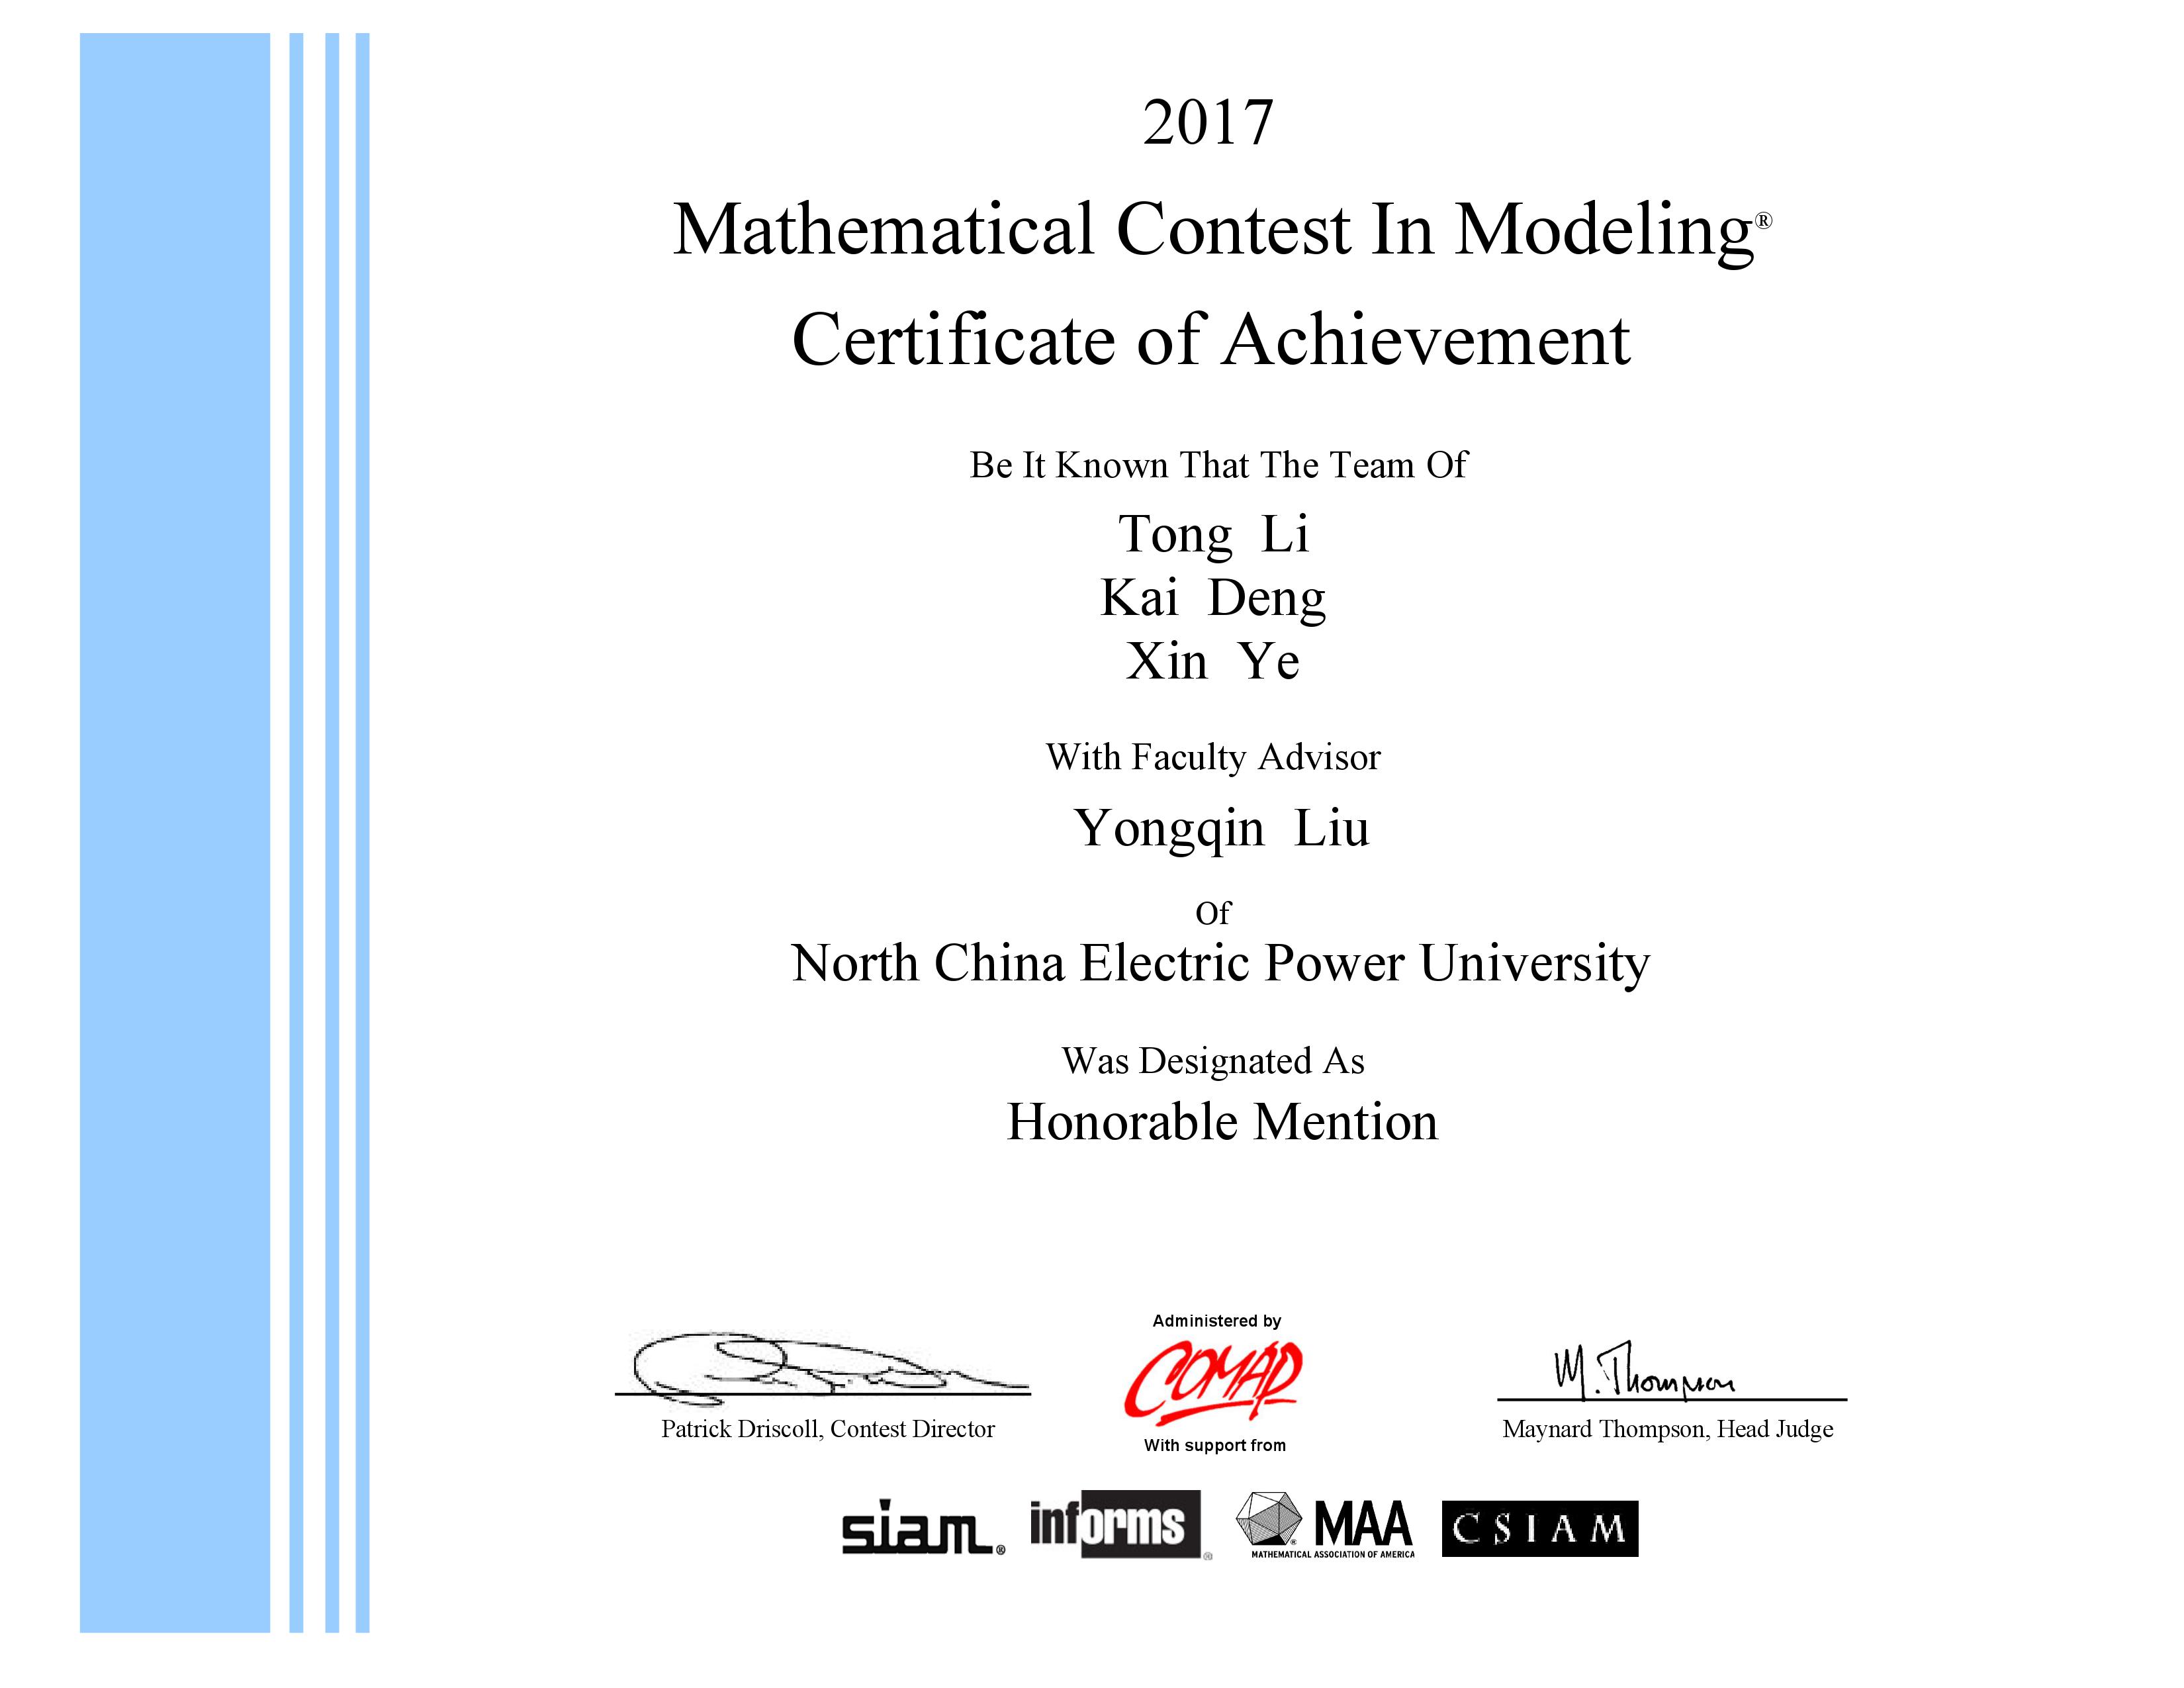 2017
Mathematical Contest In Modeling®
Certificate of Achievement
Be It Known That The Team Of
Tong Li
Kai Deng
Xin Ye
With Faculty Advisor
Yongqin Liu
Of
North China Electric Power University
Was Designated As
Honorable Mention
Administered by
COMAP
M. Thompson
Patrick Driscoll, Contest Director
Maynard Thompson, Head Judge
With support from
siam®
informs®
MAA
MATHEMATICAL ASSOCIATION OF AMERICA
CSIAM